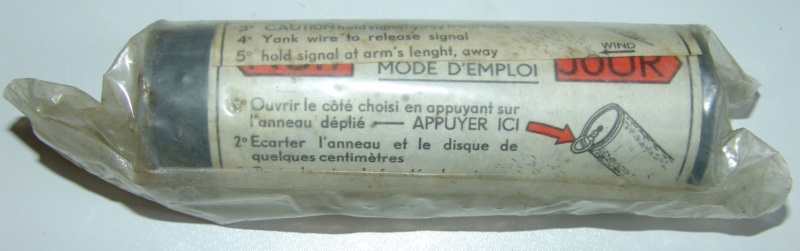 3° CAUTION hold signal away from
4° Yank wire to release signal
5° hold signal at arm's lenght, away
WIND
MODE D'EMPLOI
JOUR
1° Ouvrir le côté choisi en appuyant sur
l'anneau déplié — APPUYER ICI
2° Ecarter l'anneau et le disque de
quelques centimètres